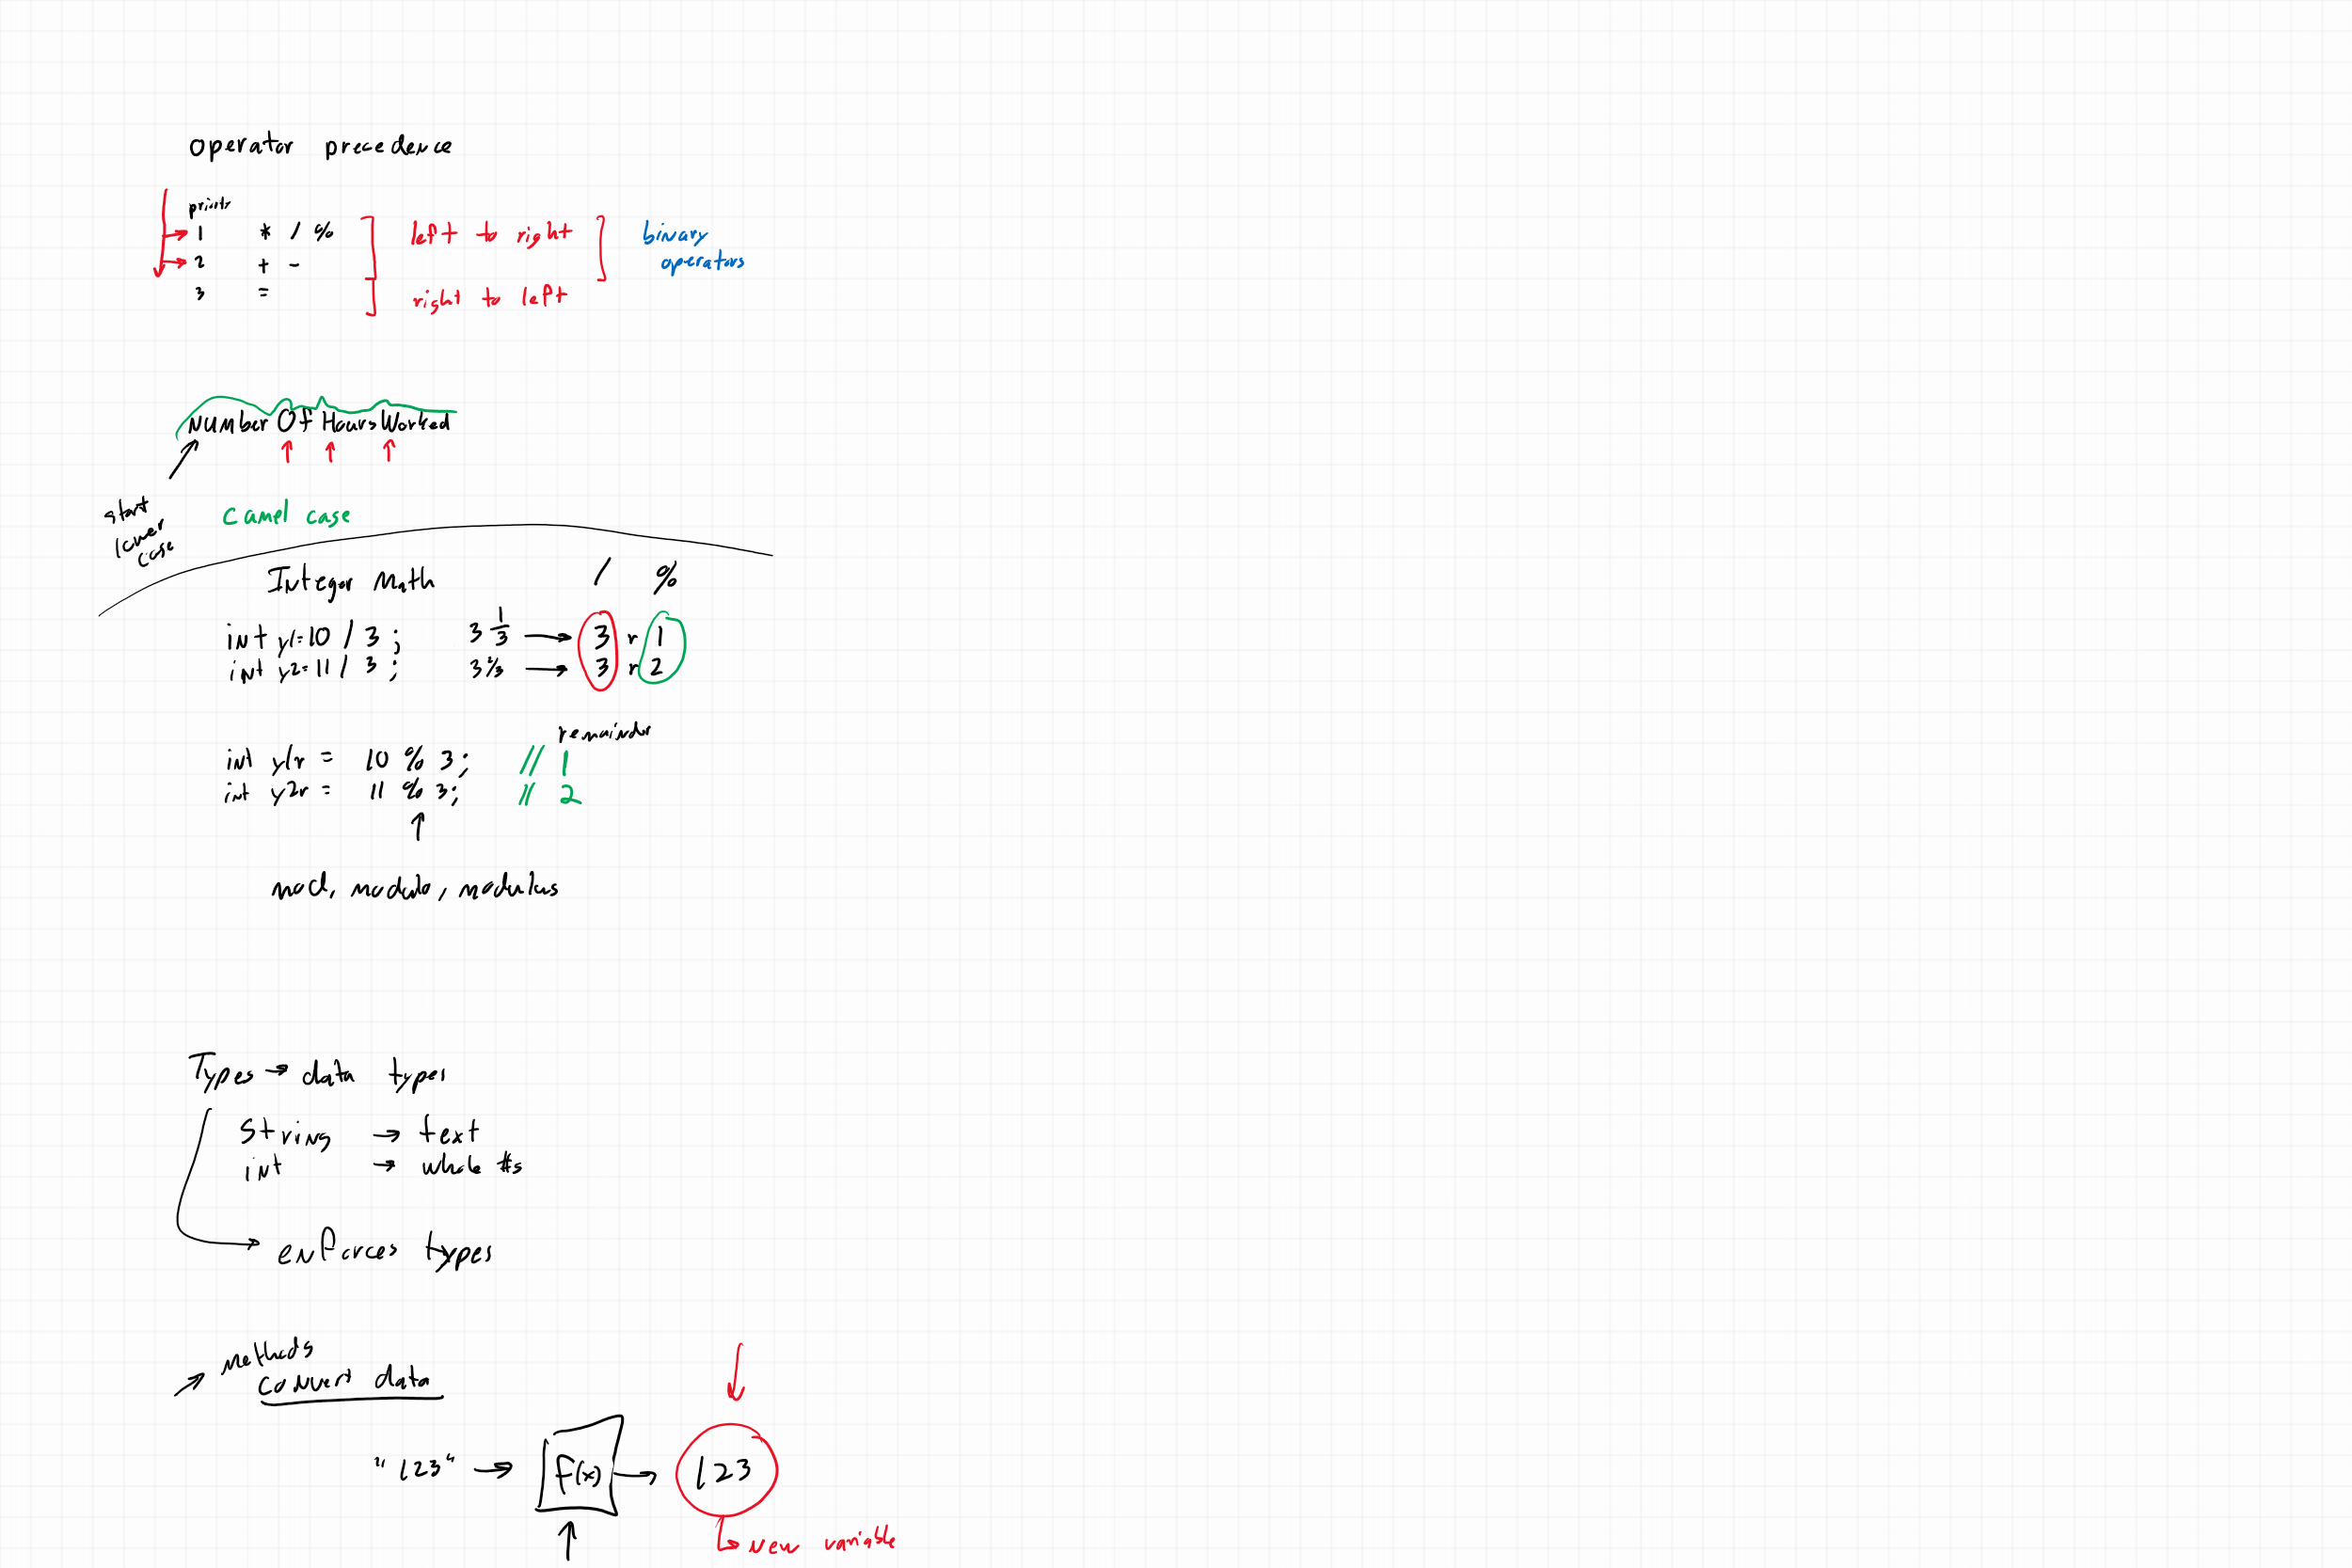 operator precedence
priority
1 * / % left to right binary
2 + - operators
3 = right to left
numberOfHoursWorked
start
lower
case
camel case
Integer Math / %
int y1=10 / 3; 3 1/3 → 3 r 1
int y2=11 / 3; 3 2/3 → 3 r 2
remainder
int y1r = 10 % 3; // 1
int y2r = 11 % 3; // 2
mod, modulo, modulus
Types → data types
string → text
int → whole #s
enforces types
methods
convert data
"123" → f(x) → 123
new variable